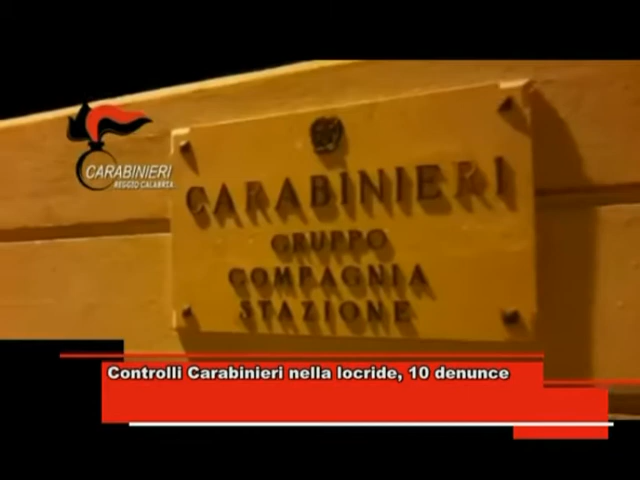 CARABINIERI
REGGIO CALABRIA
CARABINIERI
GRUPPO
COMPAGNIA
STAZIONE
Controlli Carabinieri nella locride, 10 denunce